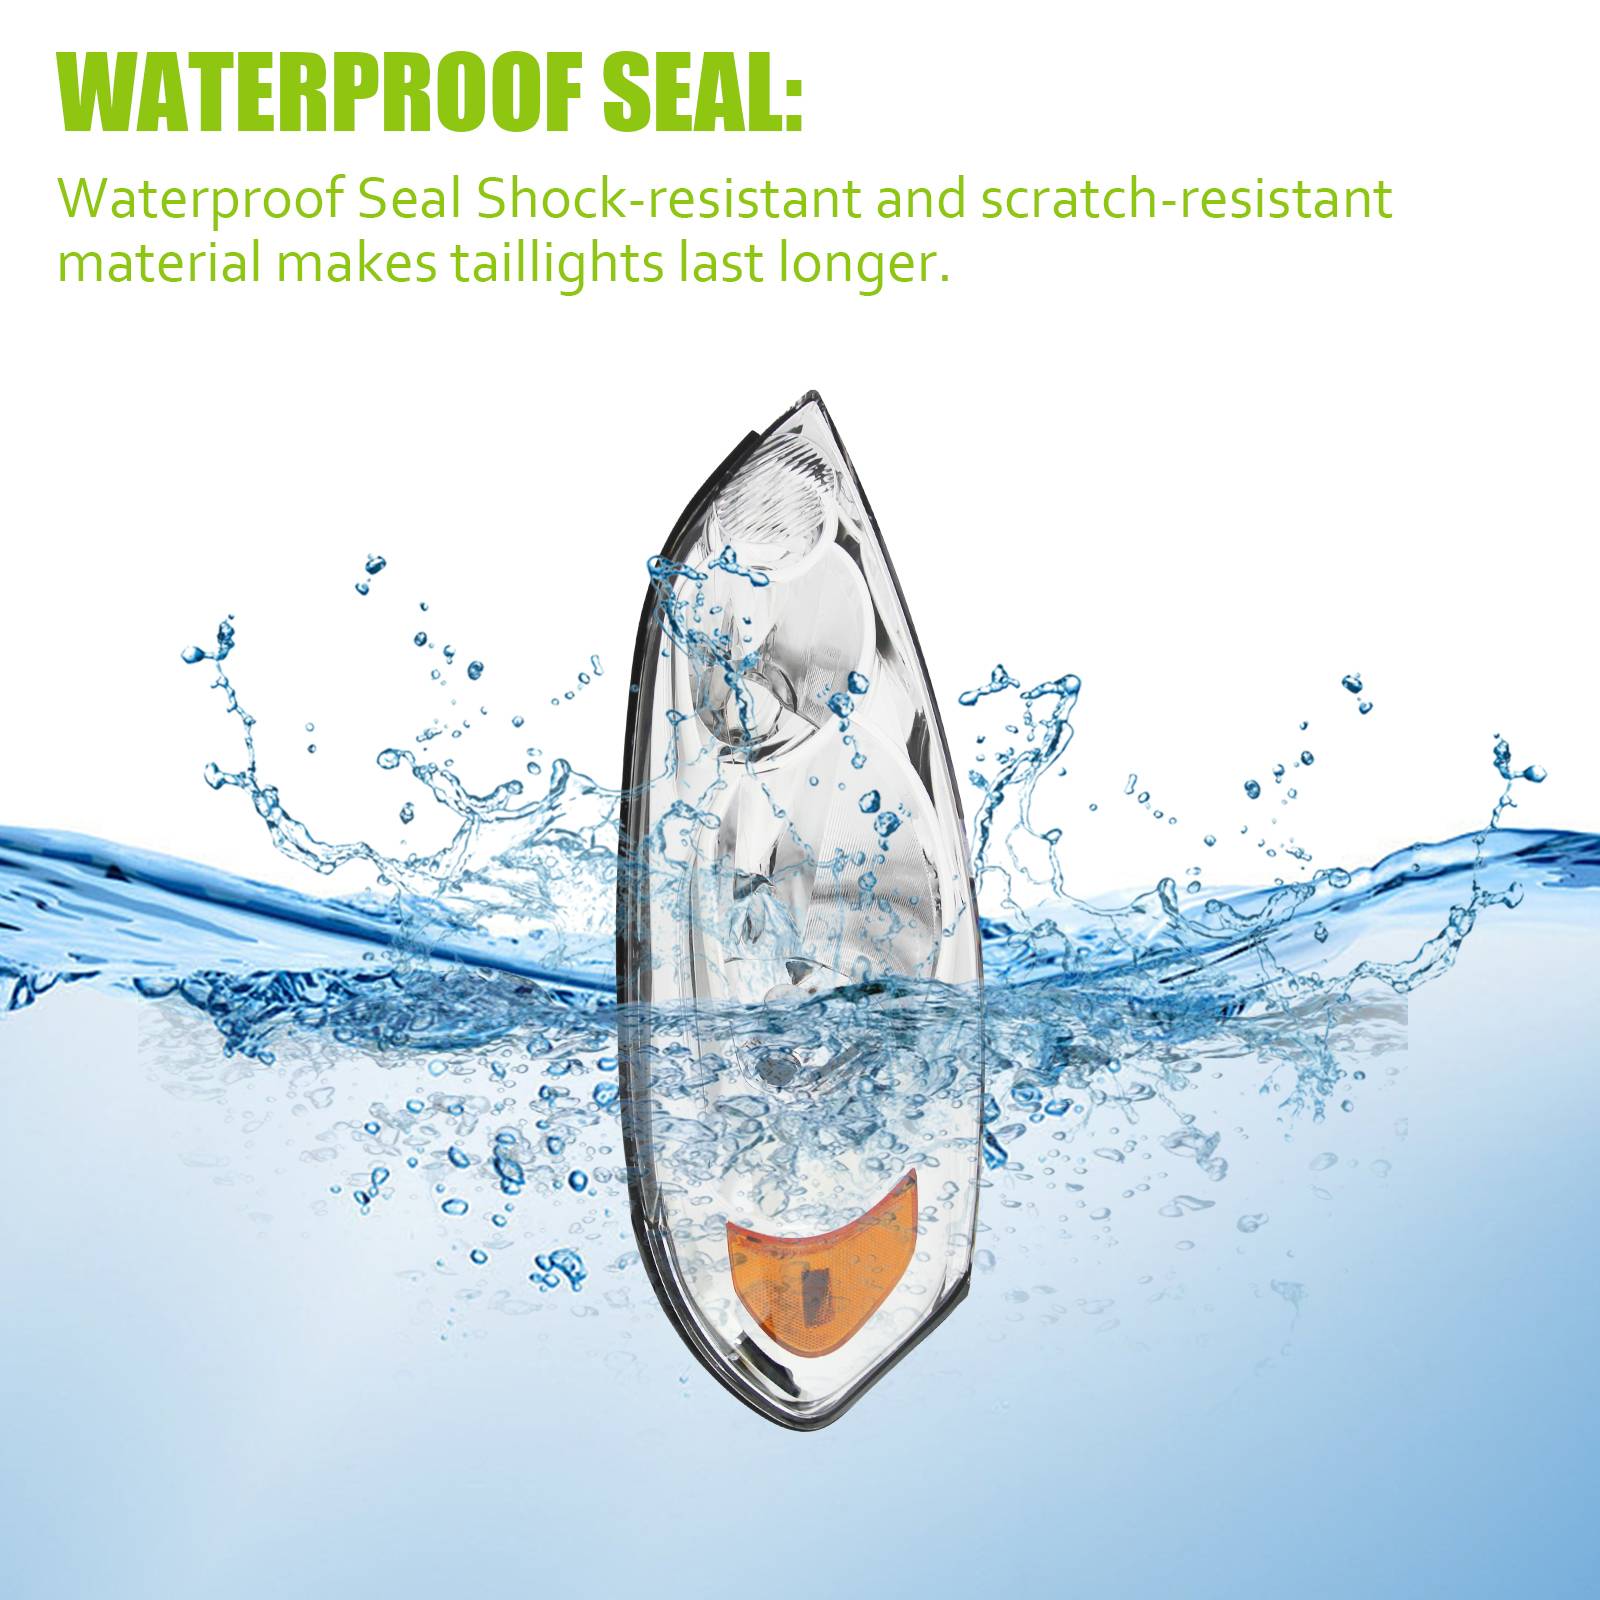 WATERPROOF SEAL:
Waterproof Seal Shock-resistant and scratch-resistant
material makes taillights last longer.